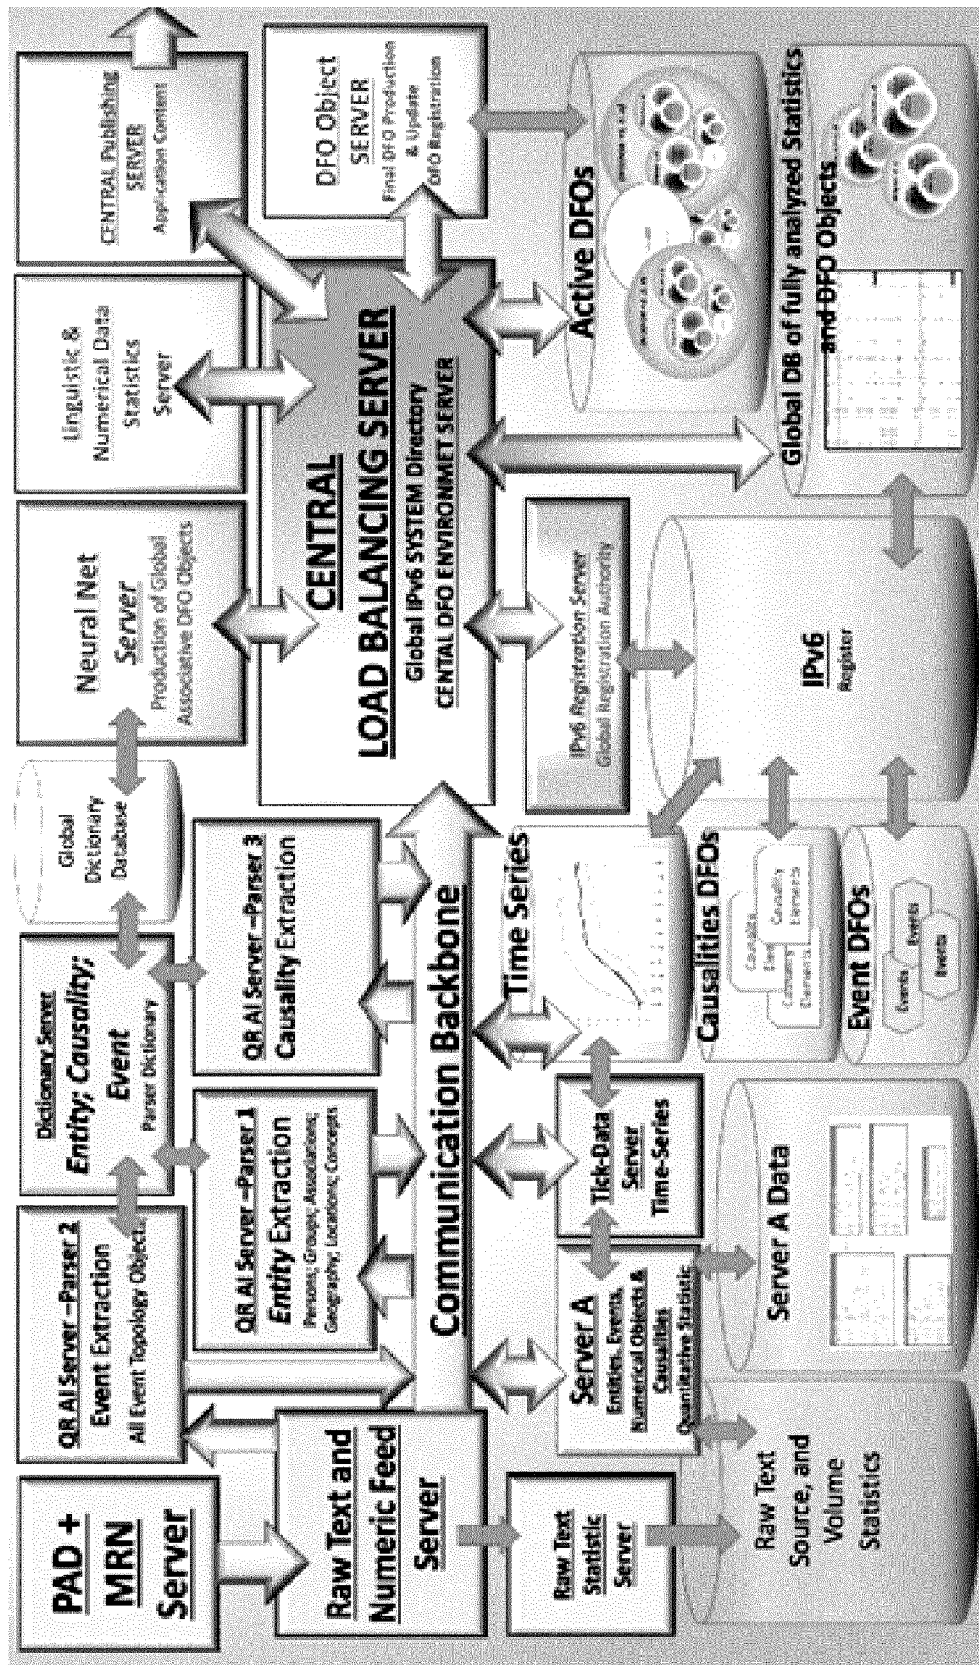 PAD +
MRN
Server
QR AI Server –Parser 2
Event Extraction
All Event Topology Object.
Dictionary Server
Entity; Causality;
Event
Parser Dictionary
Global
Dictionary
Database
Neural Net
Server
Production of Global
Associative DFO Objects
Linguistic &
Numerical Data
Statistics
Server
CENTRAL Publishing
SERVER
Application Content
QR AI Server –Parser 1
Entity Extraction
Persons; Groups; Associations;
Geography; Locations; Concepts
QR AI Server –Parser 3
Causality Extraction
DFO Object
SERVER
Final DFO Production
& Update
DFO Registration
Raw Text and
Numeric Feed
Server
Communication Backbone
CENTRAL
LOAD BALANCING SERVER
Global IPv6 SYSTEM Directory
CENTAL DFO ENVIRONMET SERVER
Raw Text
Statistic
Server
Server A
Entities, Events,
Numerical Objects &
Causalities
Quantitative Statistic
Tick-Data
Server
Time-Series
Time Series
IPv6 Registration Server
Global Registration Authority
Active DFOs
Raw Text
Source, and
Volume
Statistics
Server A Data
Causalities DFOs
Causality
Elements
Causality
Elements
Event DFOs
Events
Events
Events
IPv6
Register
Global DB of fully analyzed Statistics
and DFO Objects